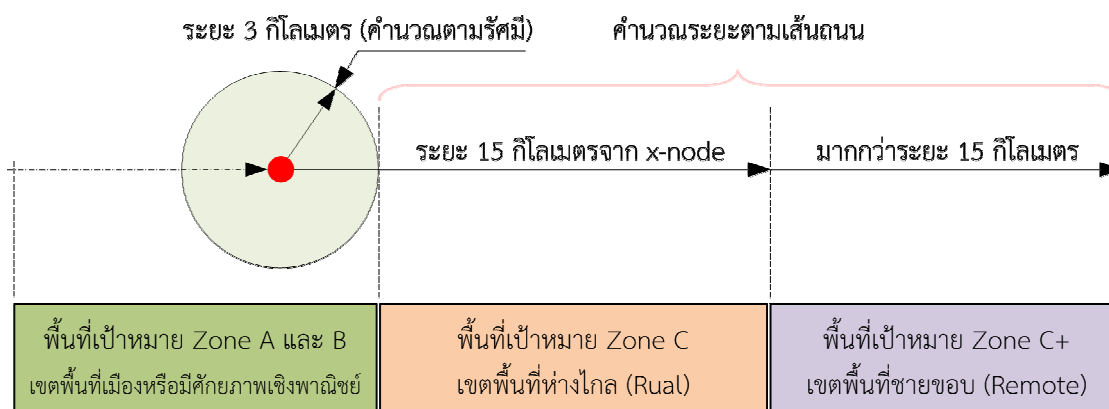 ระยะ 3 กิโลเมตร (คำนวณตามรัศมี)
คำนวณระยะตามเส้นถนน
ระยะ 15 กิโลเมตรจาก x-node
มากกว่าระยะ 15 กิโลเมตร
พื้นที่เป้าหมาย Zone A และ B
เขตพื้นที่เมืองหรือมีศักยภาพเชิงพาณิชย์
พื้นที่เป้าหมาย Zone C
เขตพื้นที่ห่างไกล (Rual)
พื้นที่เป้าหมาย Zone C+
เขตพื้นที่ชายขอบ (Remote)